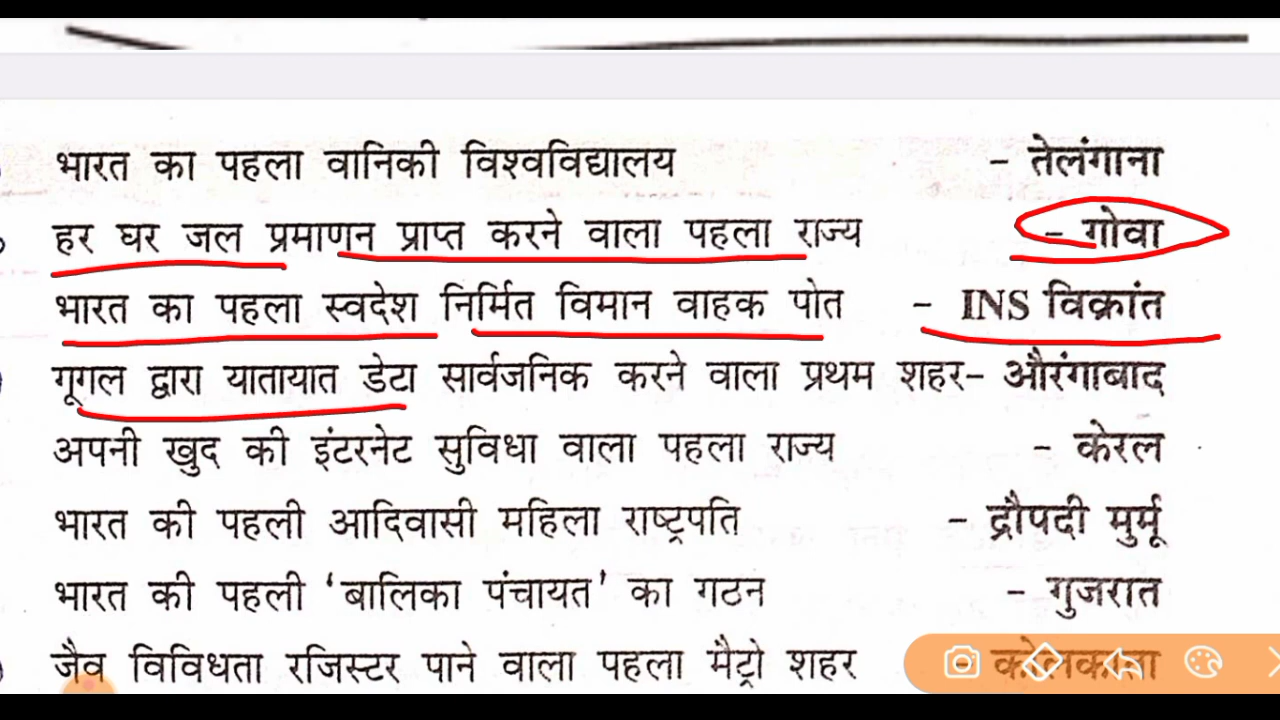 भारत का पहला वानिकी विश्वविद्यालय - तेलंगाना
हर घर जल प्रमाणन प्राप्त करने वाला पहला राज्य - गोवा
भारत का पहला स्वदेश निर्मित विमान वाहक पोत - INS विक्रांत
गूगल द्वारा यातायात डेटा सार्वजनिक करने वाला प्रथम शहर- औरंगाबाद
अपनी खुद की इंटरनेट सुविधा वाला पहला राज्य - केरल
भारत की पहली आदिवासी महिला राष्ट्रपति - द्रौपदी मुर्मू
भारत की पहली ‘बालिका पंचायत’ का गठन - गुजरात
जैव विविधता रजिस्टर पाने वाला पहला मैट्रो शहर - कोलकाता